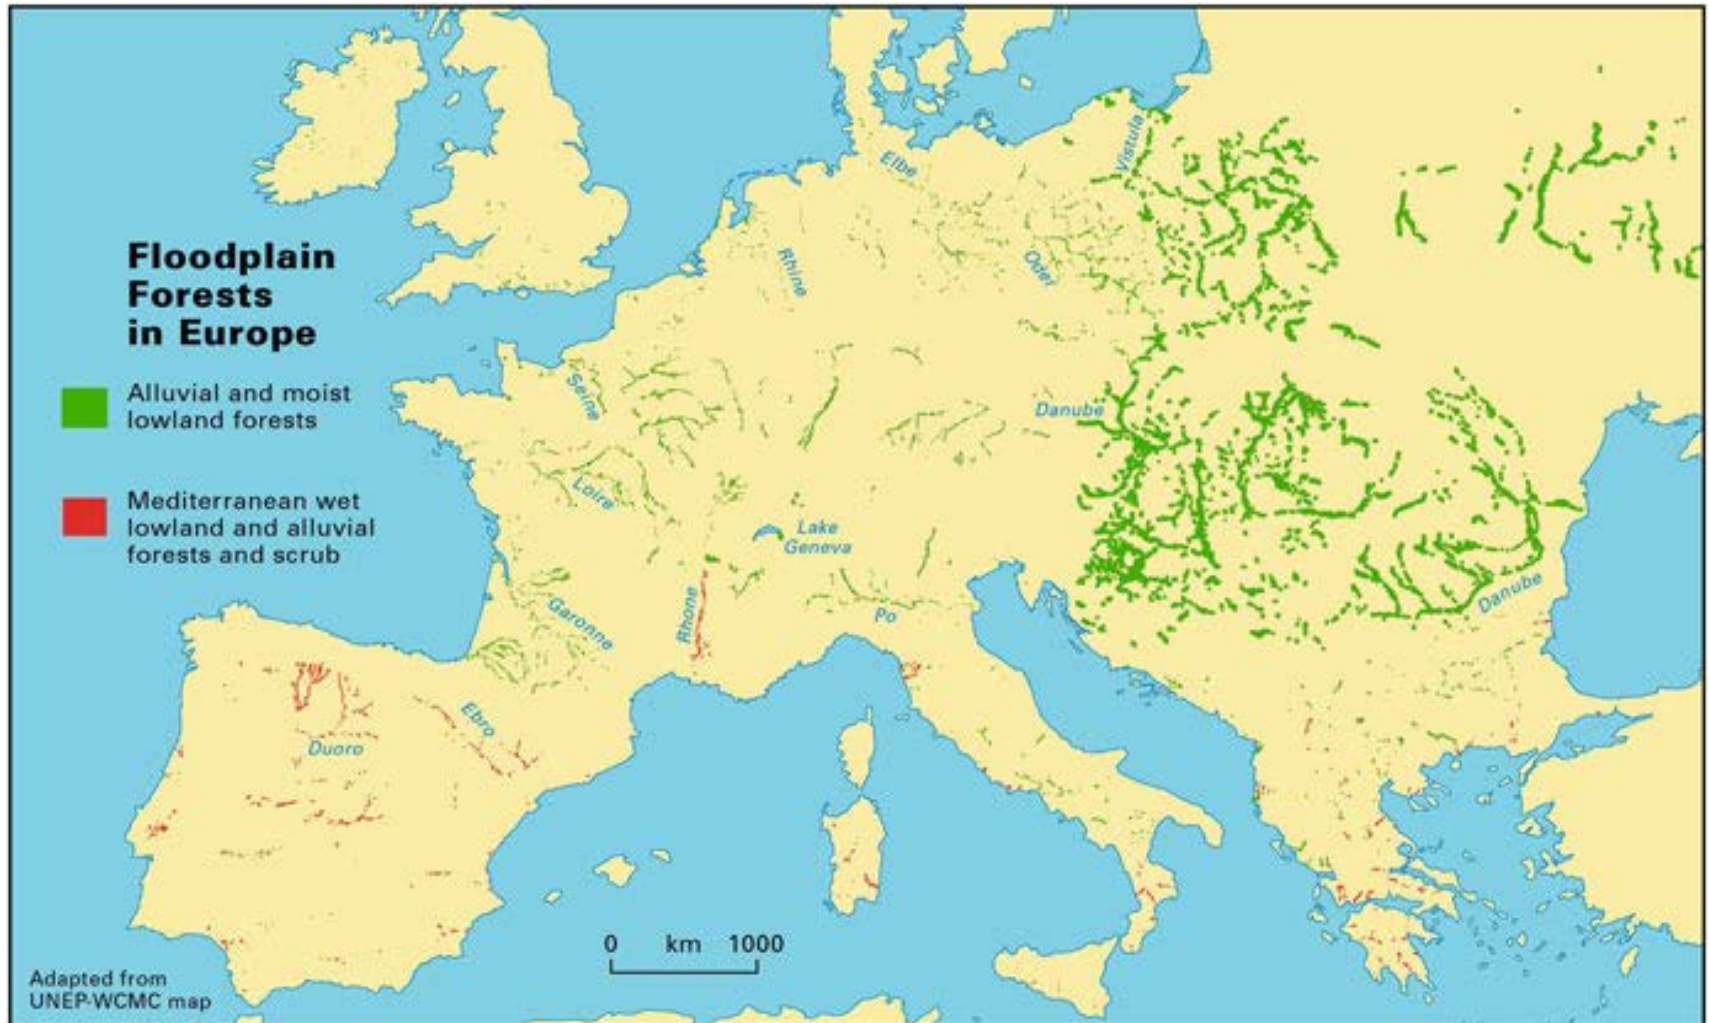 Floodplain
Forests
in Europe
Alluvial and moist
lowland forests
Mediterranean wet
lowland and alluvial
forests and scrub
Vistula
Elbe
Rhine
Oder
Seine
Danube
Loire
Lake
Geneva
Garonne
Rhone
Po
Danube
Ebro
Duoro
0 km 1000
Adapted from
UNEP-WCMC map